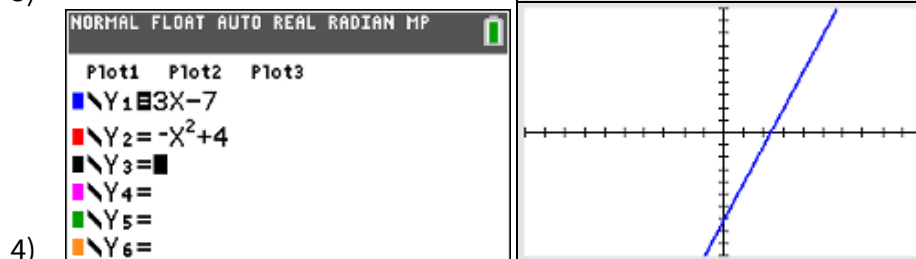 NORMAL FLOAT AUTO REAL RADIAN MP
Plot1 Plot2 Plot3
\Y1=3X-7
\Y2=-X²+4
\Y3=
\Y4=
\Y5=
4) \Y6=